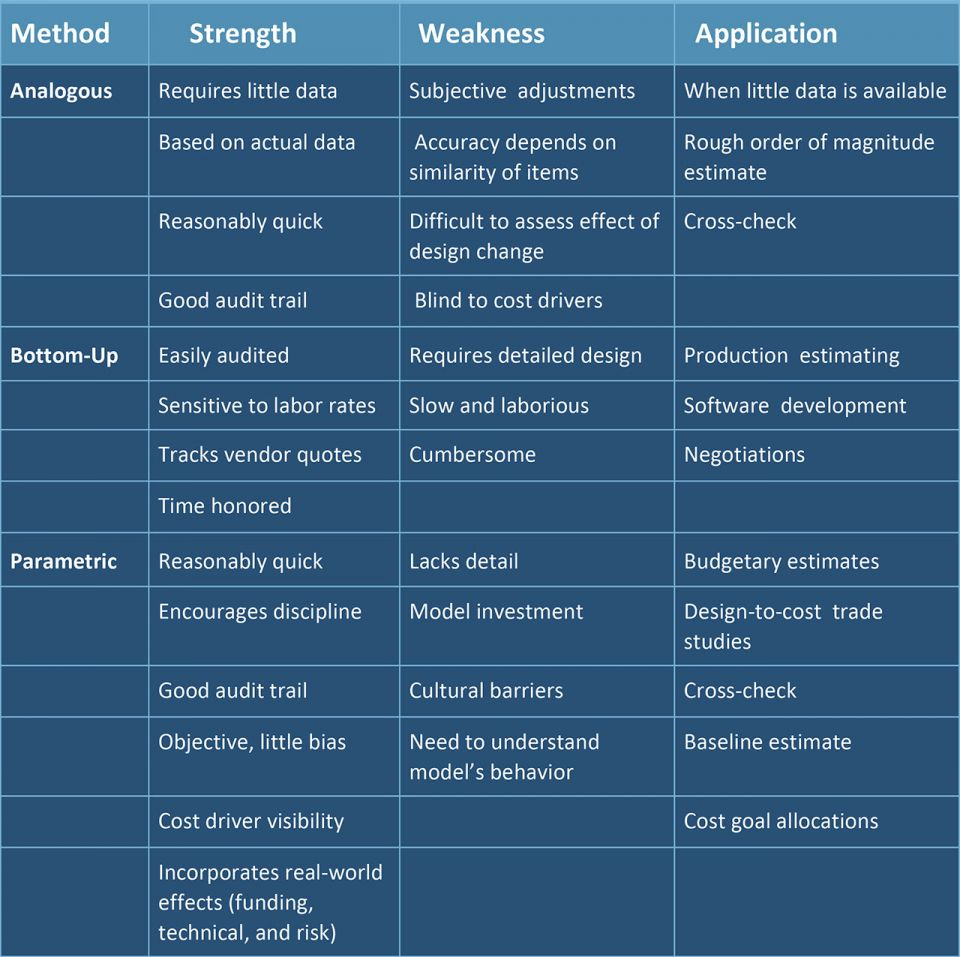 Method Strength Weakness Application
Analogous Requires little data Subjective adjustments When little data is available
Based on actual data Accuracy depends on similarity of items Rough order of magnitude estimate
Reasonably quick Difficult to assess effect of design change Cross-check
Good audit trail Blind to cost drivers
Bottom-Up Easily audited Requires detailed design Production estimating
Sensitive to labor rates Slow and laborious Software development
Tracks vendor quotes Cumbersome Negotiations
Time honored
Parametric Reasonably quick Lacks detail Budgetary estimates
Encourages discipline Model investment Design-to-cost trade studies
Good audit trail Cultural barriers Cross-check
Objective, little bias Need to understand model’s behavior Baseline estimate
Cost driver visibility Cost goal allocations
Incorporates real-world effects (funding, technical, and risk)